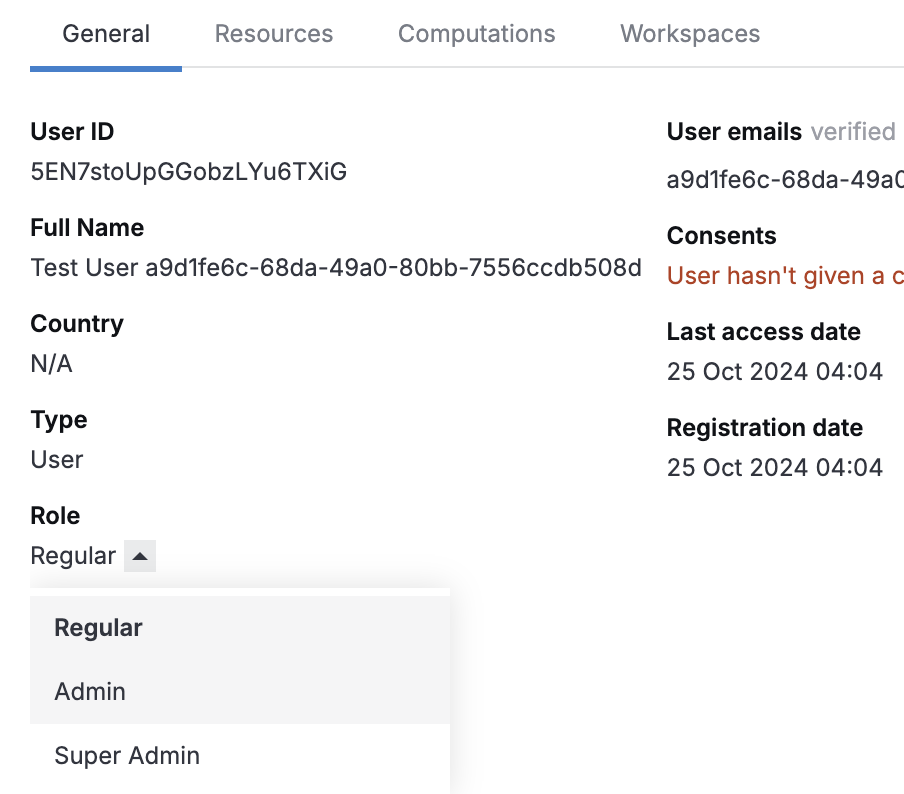 General Resources Computations Workspaces
User ID
5EN7stoUpGGobzLYu6TXiG
Full Name
Test User a9d1fe6c-68da-49a0-80bb-7556ccdb508d
Country
N/A
Type
User
Role
Regular
Regular
Admin
Super Admin
User emails verified
a9d1fe6c-68da-49a0
Consents
User hasn't given a c
Last access date
25 Oct 2024 04:04
Registration date
25 Oct 2024 04:04